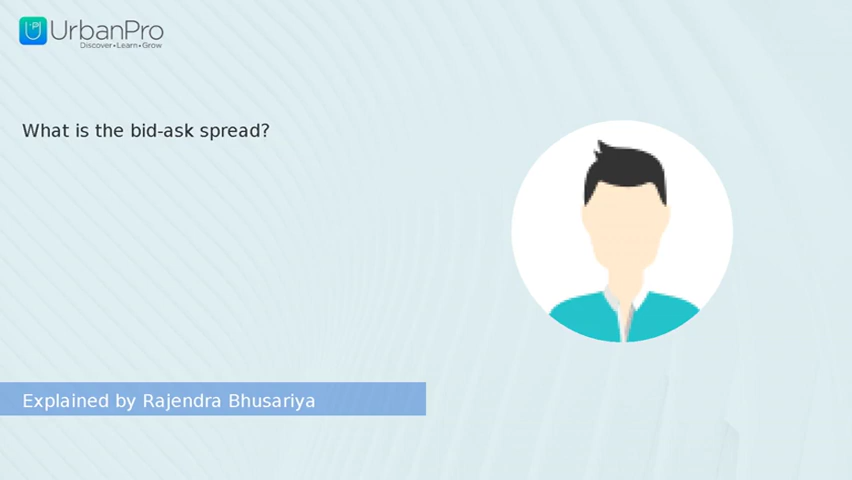 UrbanPro
Discover•Learn•Grow
What is the bid-ask spread?
Explained by Rajendra Bhusariya